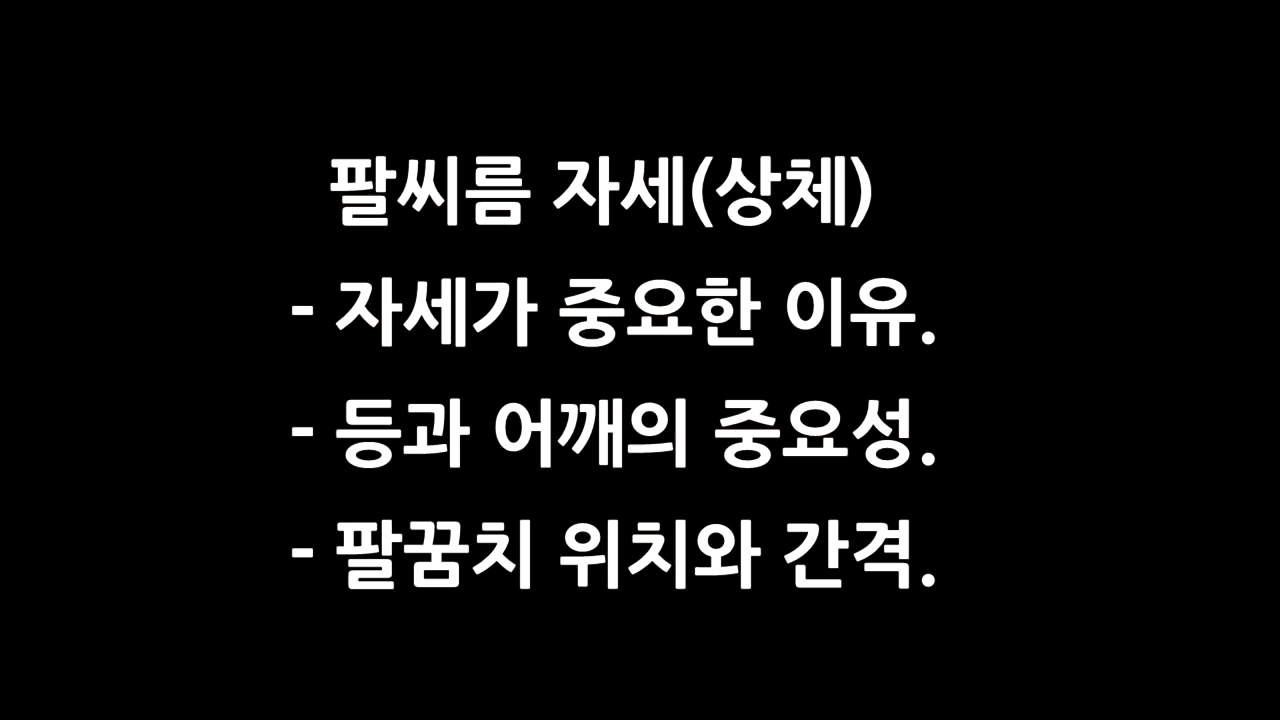 팔씨름 자세(상체)
- 자세가 중요한 이유.
- 등과 어깨의 중요성.
- 팔꿈치 위치와 간격.